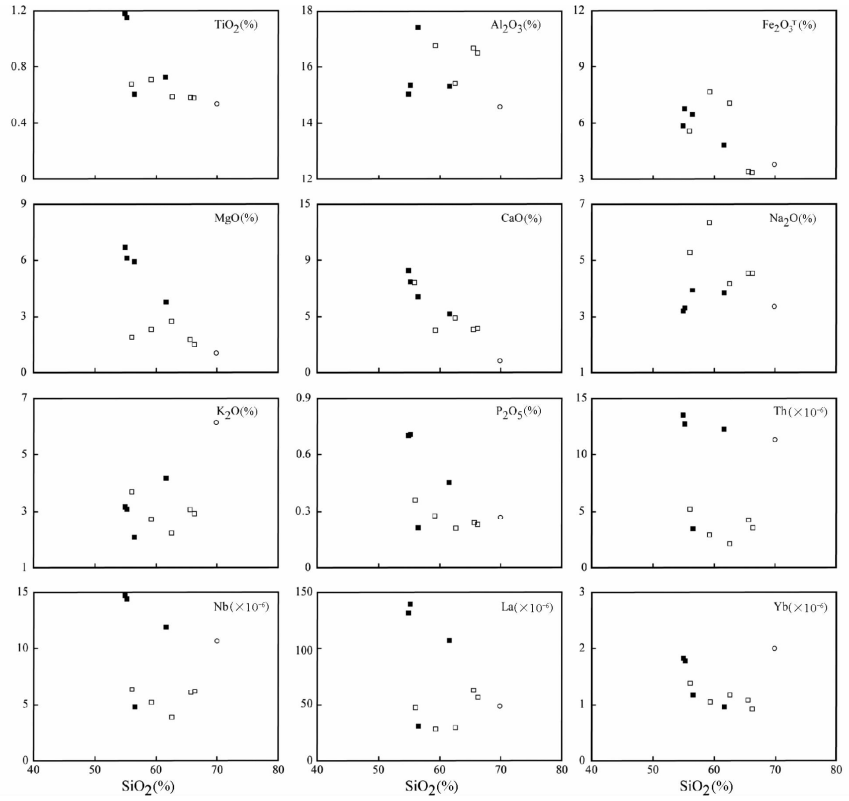 TiO2(%)
1.2
0.8
0.4
0
Al2O3(%)
18
16
14
12
Fe2O3T(%)
12
9
6
3
MgO(%)
9
6
3
0
CaO(%)
15
9
5
0
Na2O(%)
7
5
3
1
K2O(%)
7
5
3
1
P2O5(%)
0.9
0.6
0.3
0
Th(×10-6)
15
10
5
0
Nb(×10-6)
15
10
5
0
40 50 60 70 80
SiO2(%)
La(×10-6)
150
100
50
0
40 50 60 70 80
SiO2(%)
Yb(×10-6)
3
2
1
0
40 50 60 70 80
SiO2(%)